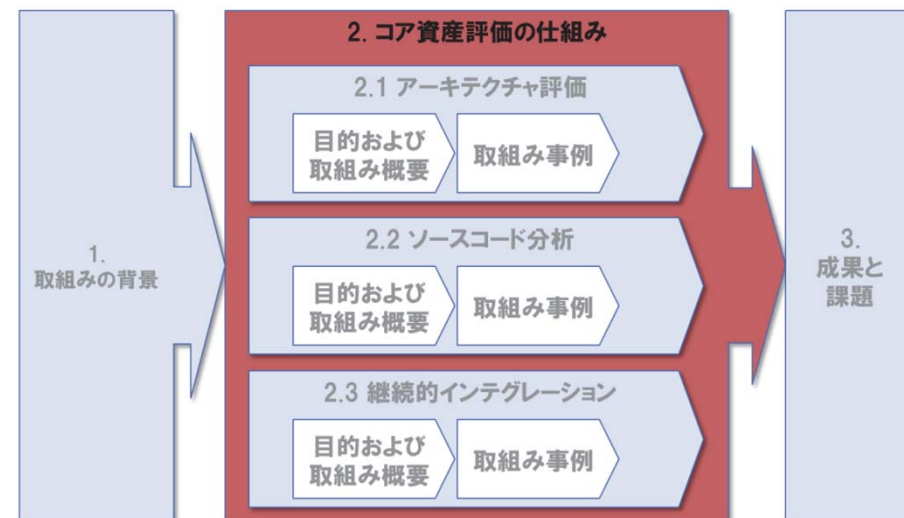 1.
取組みの背景
2. コア資産評価の仕組み
2.1 アーキテクチャ評価
目的および
取組み概要
取組み事例
2.2 ソースコード分析
目的および
取組み概要
取組み事例
2.3 継続的インテグレーション
目的および
取組み概要
取組み事例
3.
成果と
課題